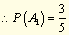 ∴ P(A₁) = 3/5